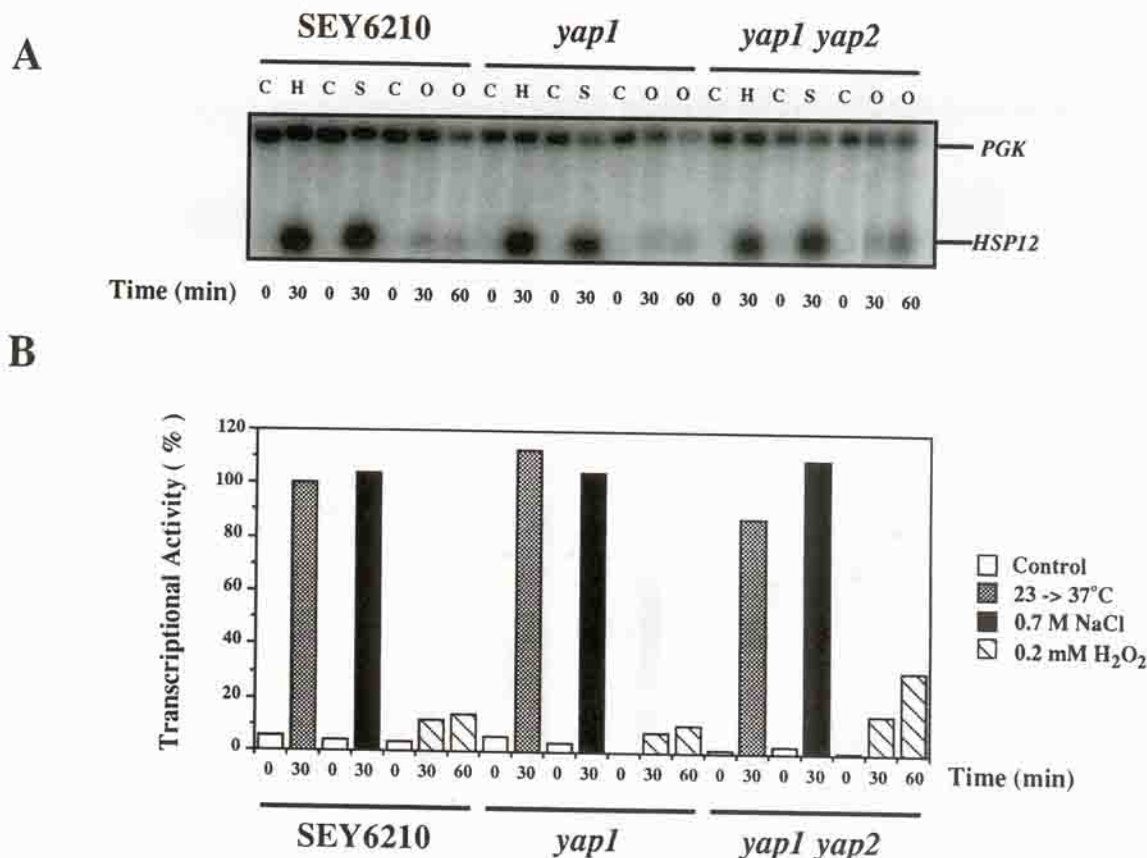 A
SEY6210 yap1 yap1 yap2
C H C S C O O C H C S C O O C H C S C O O
PGK
HSP12
Time (min) 0 30 0 30 0 30 60 0 30 0 30 0 30 60 0 30 0 30 0 30 60
B
Transcriptional Activity ( % )
120
100
80
60
40
20
0
Control
23 -> 37°C
0.7 M NaCl
0.2 mM H₂O₂
0 30 0 30 0 30 60 0 30 0 30 0 30 60 0 30 0 30 0 30 60 Time (min)
SEY6210 yap1 yap1 yap2